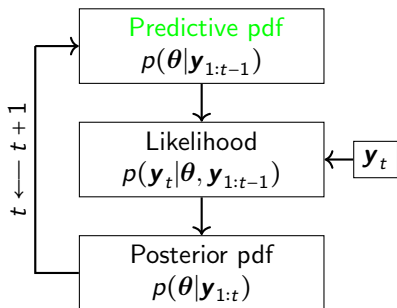 Predictive pdf
p(θ|y₁:ₜ₋₁)
Likelihood
p(yₜ|θ, y₁:ₜ₋₁)
yₜ
Posterior pdf
p(θ|y₁:ₜ)
t ⟵ t + 1